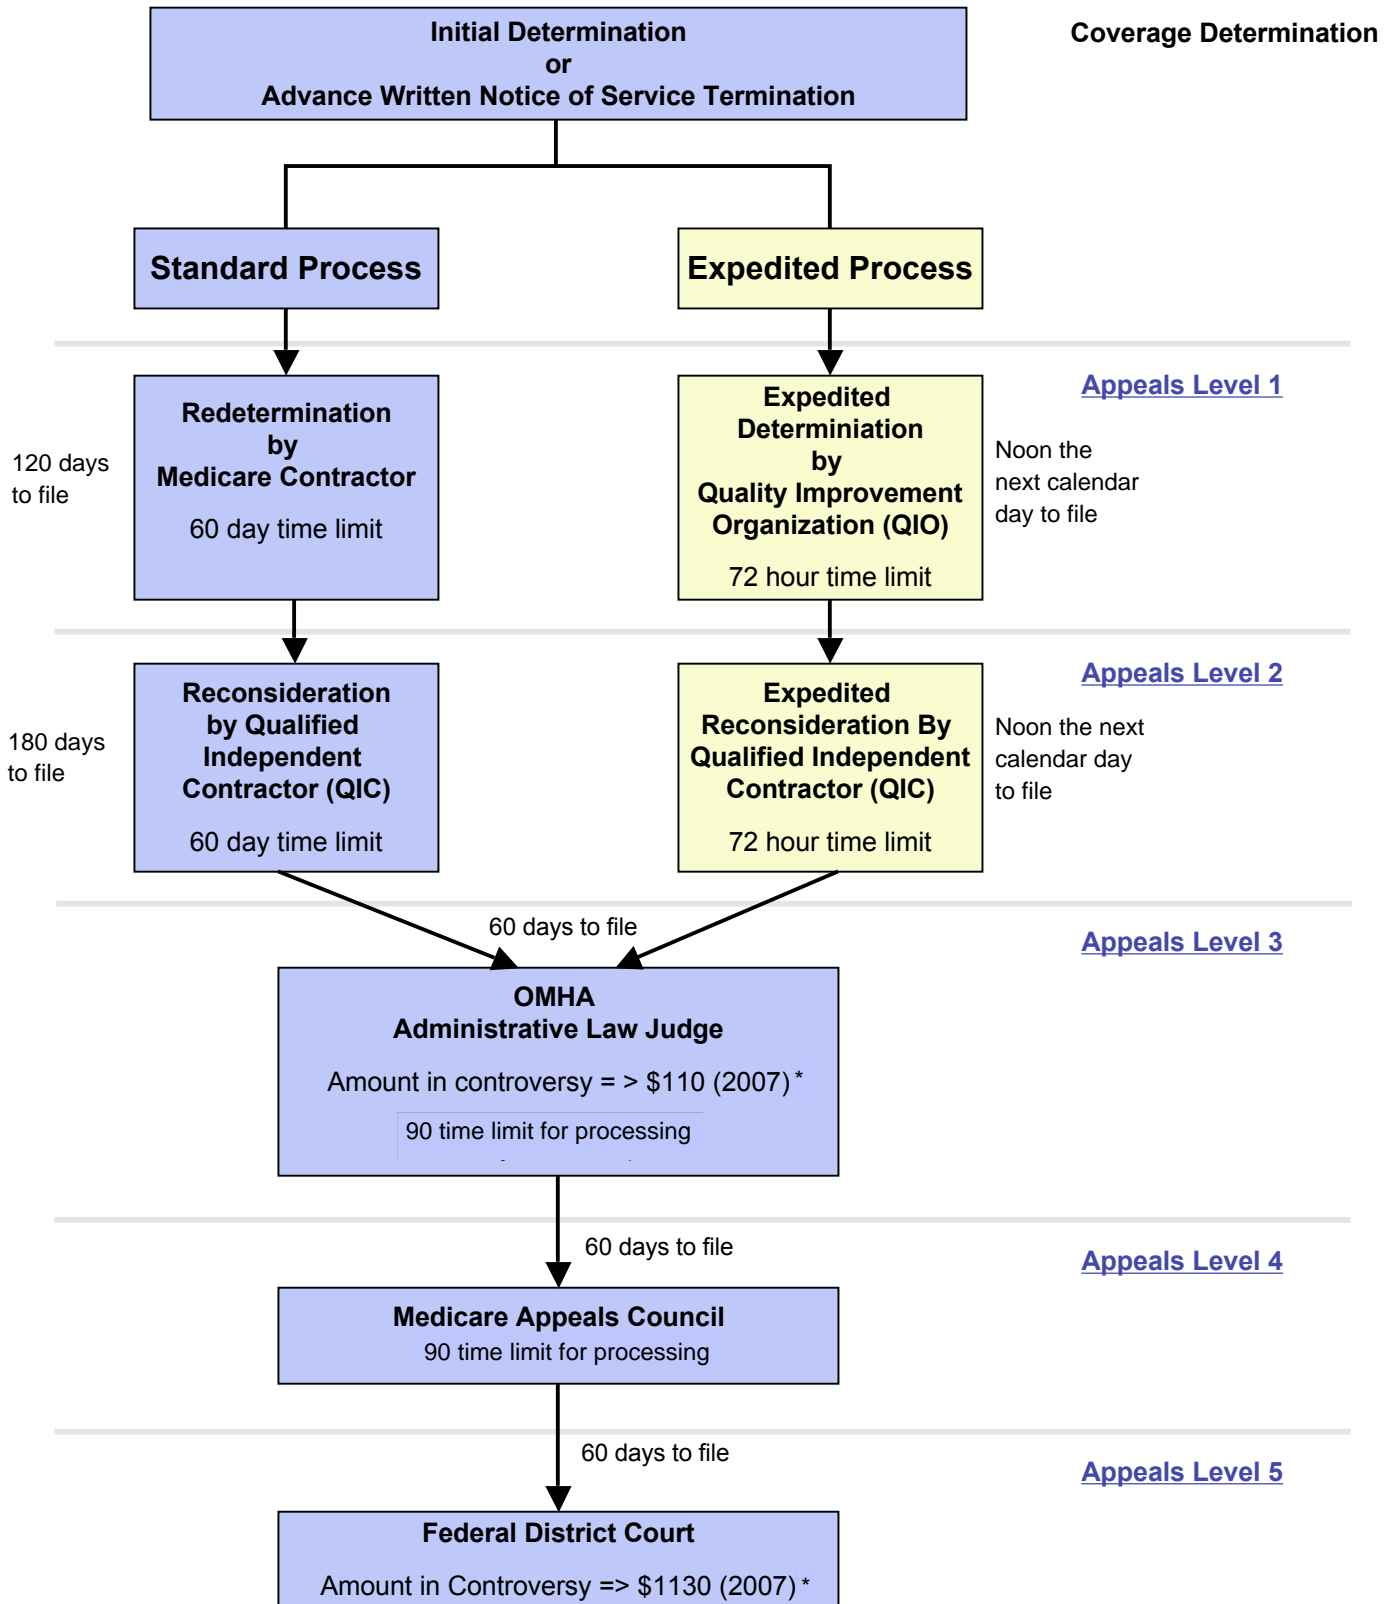 Initial Determination
or
Advance Written Notice of Service Termination
Coverage Determination
Standard Process
Expedited Process
Appeals Level 1
120 days
to file
Redetermination
by
Medicare Contractor
60 day time limit
Expedited
Determiniation
by
Quality Improvement
Organization (QIO)
72 hour time limit
Noon the
next calendar
day to file
Appeals Level 2
180 days
to file
Reconsideration
by Qualified
Independent
Contractor (QIC)
60 day time limit
Expedited
Reconsideration By
Qualified Independent
Contractor (QIC)
72 hour time limit
Noon the next
calendar day
to file
60 days to file
Appeals Level 3
OMHA
Administrative Law Judge
Amount in controversy = > $110 (2007) *
90 time limit for processing
60 days to file
Appeals Level 4
Medicare Appeals Council
90 time limit for processing
60 days to file
Appeals Level 5
Federal District Court
Amount in Controversy => $1130 (2007) *